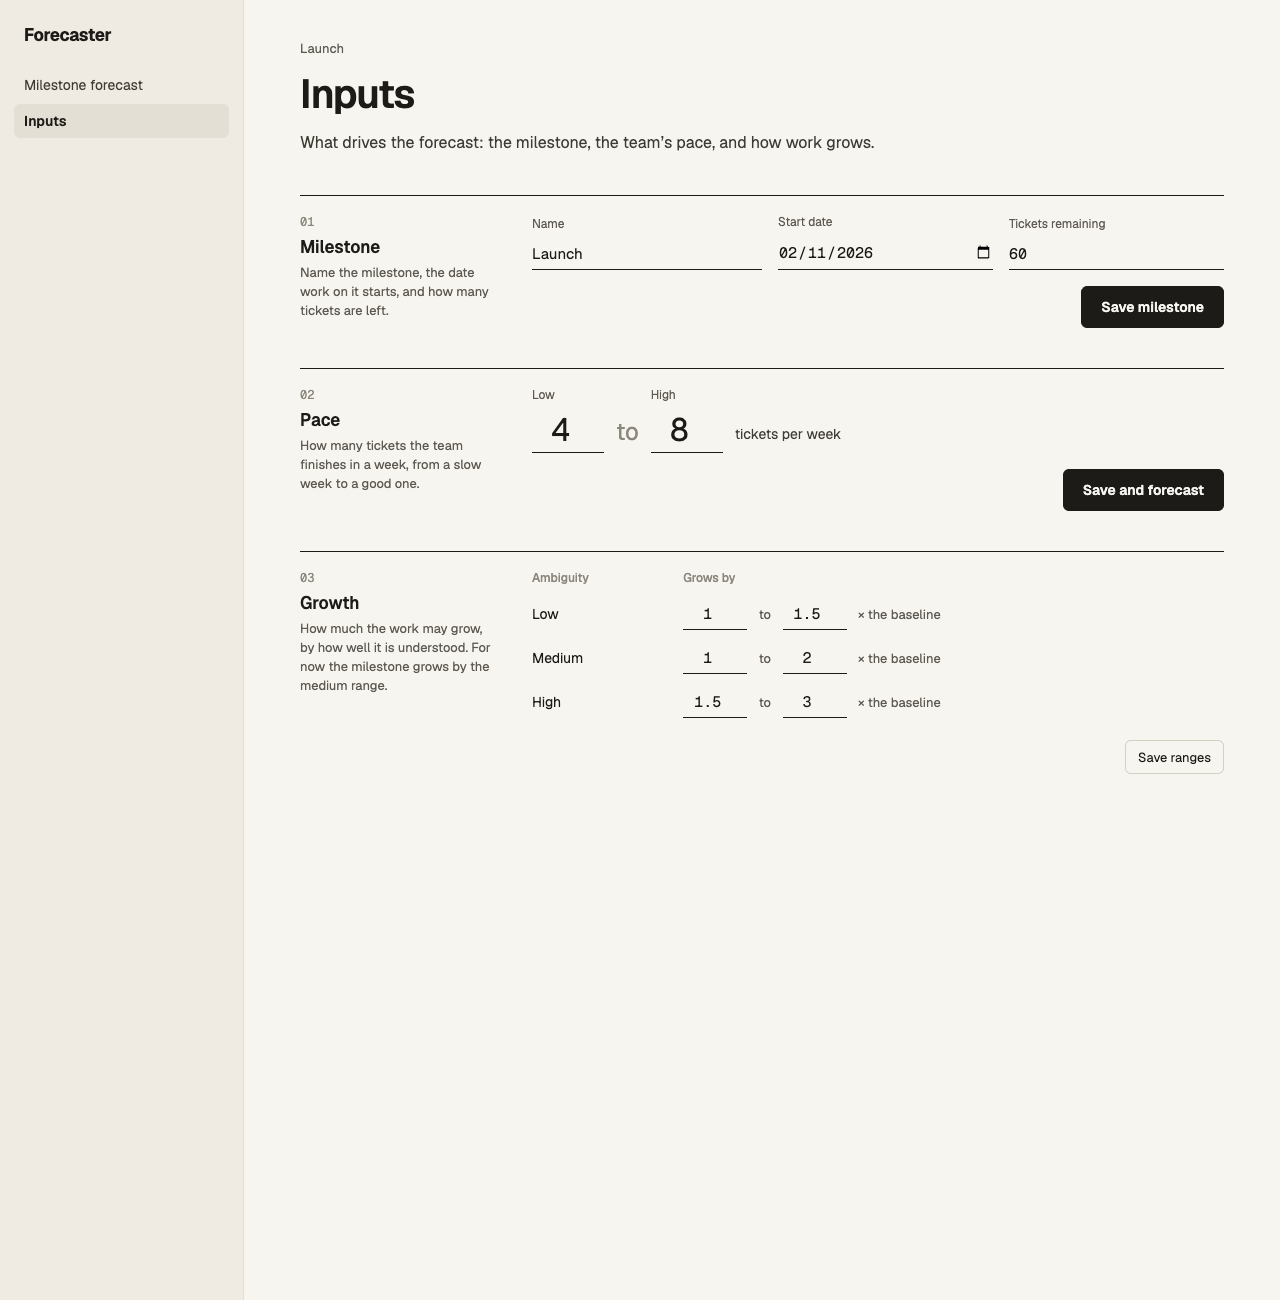 Forecaster
Milestone forecast
Inputs
Launch
Inputs
What drives the forecast: the milestone, the team’s pace, and how work grows.
01
Milestone
Name the milestone, the date
work on it starts, and how many
tickets are left.
Name
Start date
Tickets remaining
Launch
02/11/2026
60
Save milestone
02
Pace
How many tickets the team
finishes in a week, from a slow
week to a good one.
Low
High
4 to 8 tickets per week
Save and forecast
03
Growth
How much the work may grow,
by how well it is understood. For
now the milestone grows by the
medium range.
Ambiguity
Grows by
Low 1 to 1.5 × the baseline
Medium 1 to 2 × the baseline
High 1.5 to 3 × the baseline
Save ranges